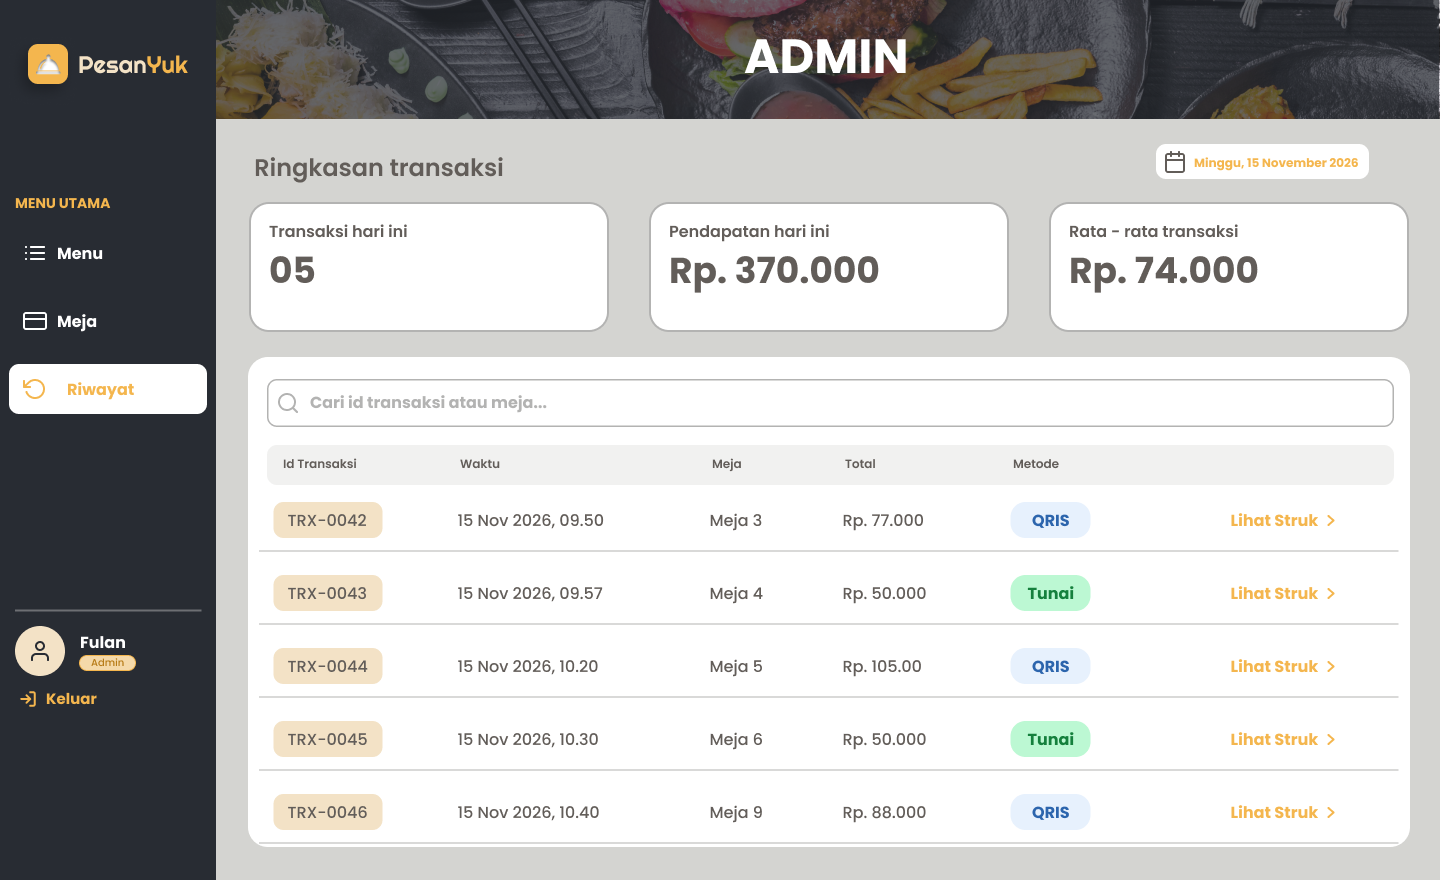 PesanYuk
ADMIN
MENU UTAMA
Menu
Meja
Riwayat
Fulan
Admin
Keluar
Ringkasan transaksi
Minggu, 15 November 2026
Transaksi hari ini
05
Pendapatan hari ini
Rp. 370.000
Rata - rata transaksi
Rp. 74.000
Cari id transaksi atau meja...
Id Transaksi Waktu Meja Total Metode
TRX-0042 15 Nov 2026, 09.50 Meja 3 Rp. 77.000 QRIS Lihat Struk
TRX-0043 15 Nov 2026, 09.57 Meja 4 Rp. 50.000 Tunai Lihat Struk
TRX-0044 15 Nov 2026, 10.20 Meja 5 Rp. 105.00 QRIS Lihat Struk
TRX-0045 15 Nov 2026, 10.30 Meja 6 Rp. 50.000 Tunai Lihat Struk
TRX-0046 15 Nov 2026, 10.40 Meja 9 Rp. 88.000 QRIS Lihat Struk